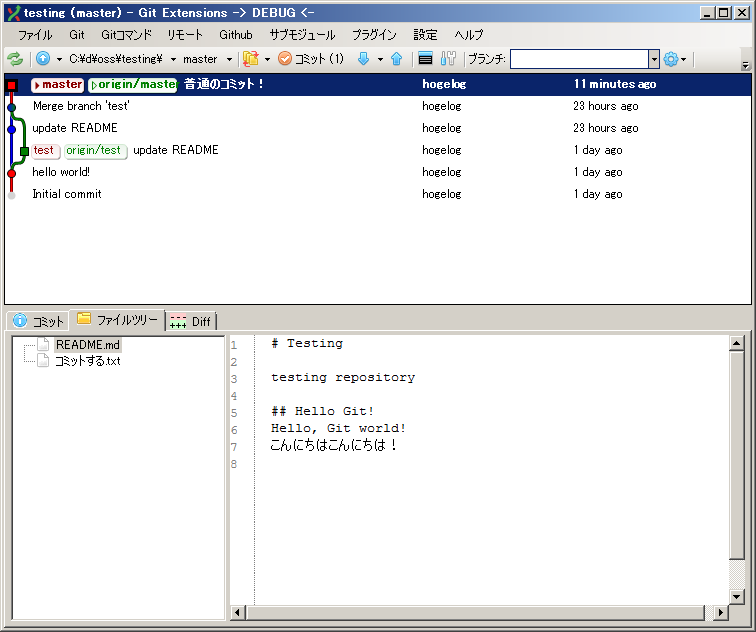 testing (master) - Git Extensions -> DEBUG <-
ファイル Git Gitコマンド リモート Github サブモジュール プラグイン 設定 ヘルプ
C:¥d¥oss¥testing¥ master コミット (1) ブランチ:
master origin/master 普通のコミット！ hogelog 11 minutes ago
Merge branch 'test' hogelog 23 hours ago
update README hogelog 23 hours ago
test origin/test update README hogelog 1 day ago
hello world! hogelog 1 day ago
Initial commit hogelog 1 day ago
コミット ファイルツリー Diff
README.md
コミットする.txt
1 # Testing
2
3 testing repository
4
5 ## Hello Git!
6 Hello, Git world!
7 こんにちはこんにちは！
8